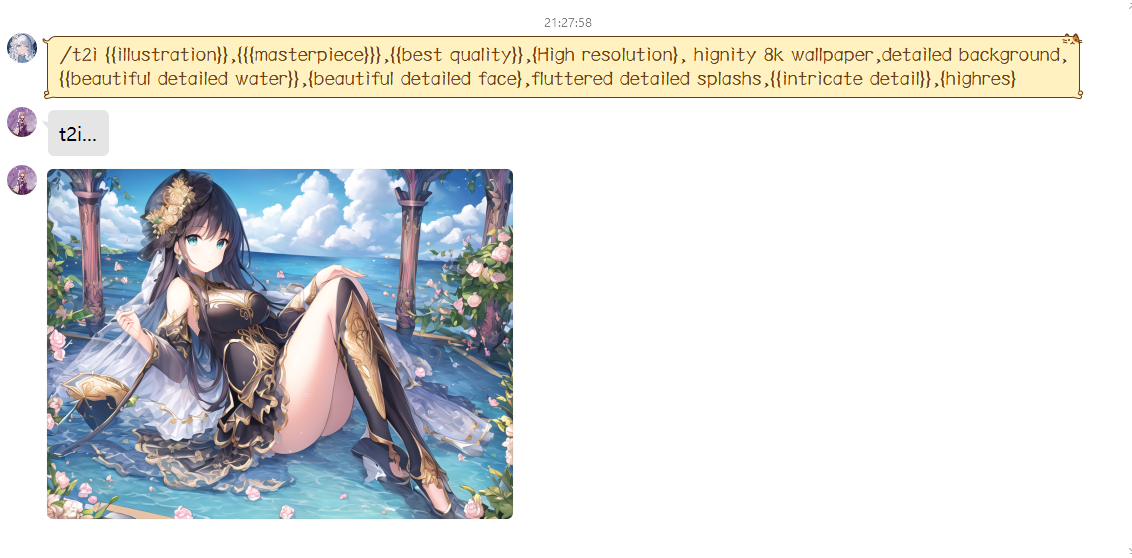 21:27:58
/t2i {{illustration}},{{{masterpiece}}},{{best quality}},{High resolution}, hignity 8k wallpaper,detailed background,
{{beautiful detailed water}},{beautiful detailed face},fluttered detailed splashs,{{intricate detail}},{highres}
t2i...